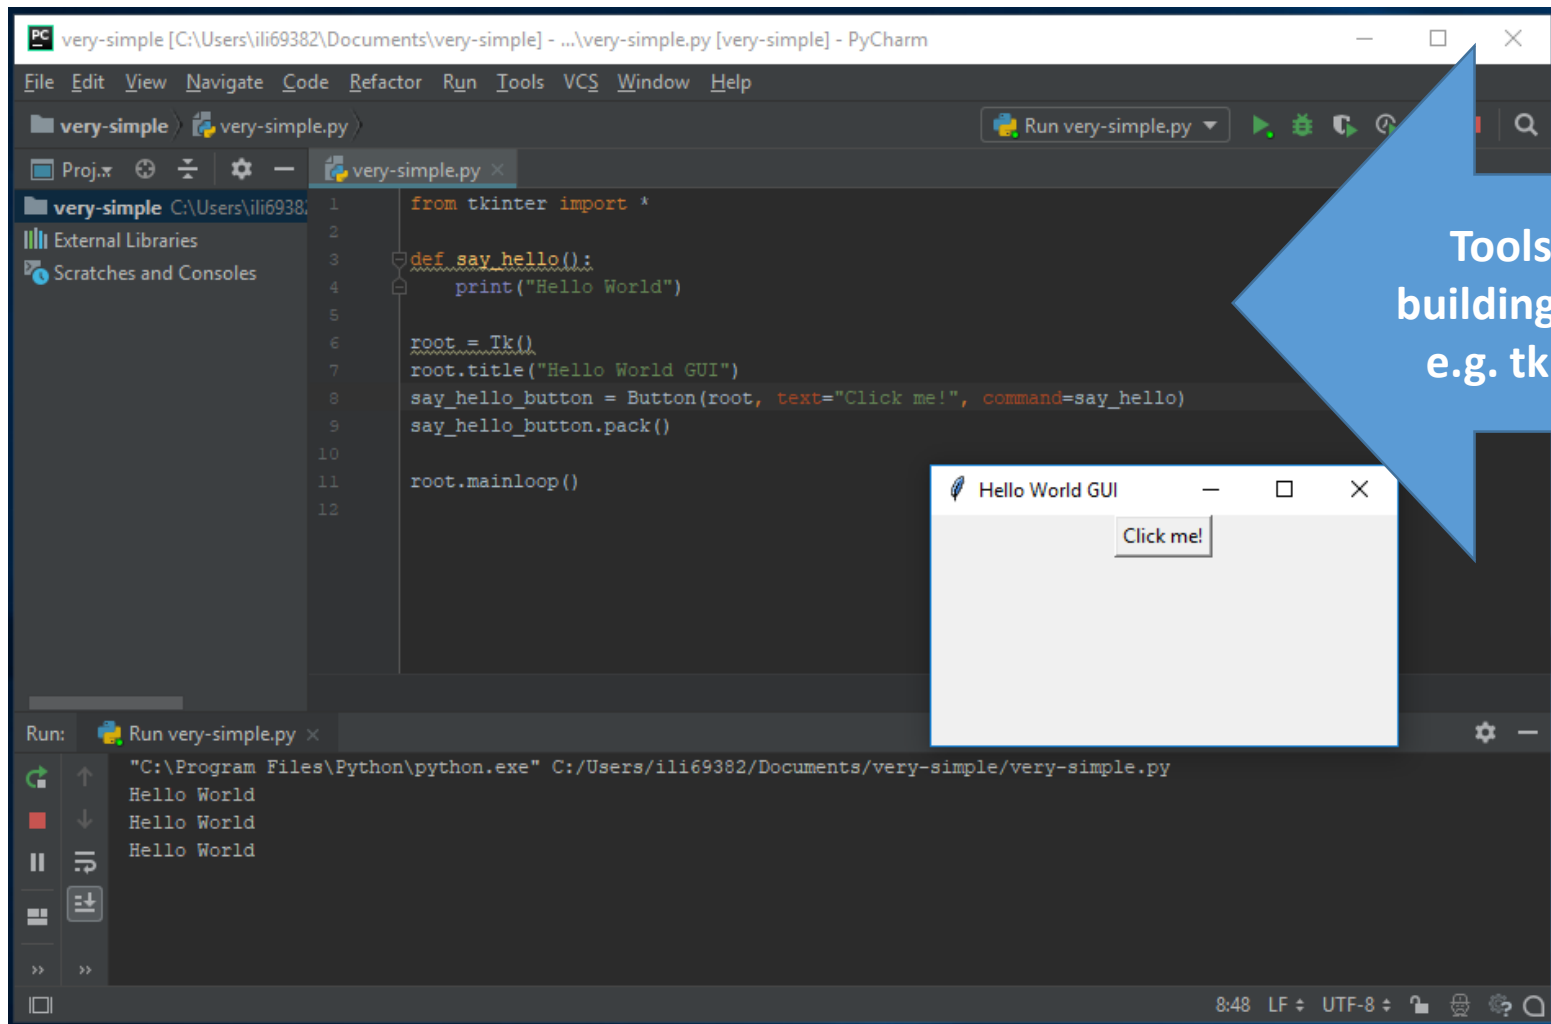 very-simple [C:\Users\ili69382\Documents\very-simple] - ...\very-simple.py [very-simple] - PyCharm
File Edit View Navigate Code Refactor Run Tools VCS Window Help
very-simple very-simple.py Run very-simple.py
Proj.. very-simple.py
very-simple C:\Users\ili69382
External Libraries
Scratches and Consoles
1 from tkinter import *
2
3 def say_hello():
4 print("Hello World")
5
6 root = Tk()
7 root.title("Hello World GUI")
8 say_hello_button = Button(root, text="Click me!", command=say_hello)
9 say_hello_button.pack()
10
11 root.mainloop()
12
Tools
building
e.g. tk
Hello World GUI
Click me!
Run: Run very-simple.py
"C:\Program Files\Python\python.exe" C:/Users/ili69382/Documents/very-simple/very-simple.py
Hello World
Hello World
Hello World
8:48 LF UTF-8